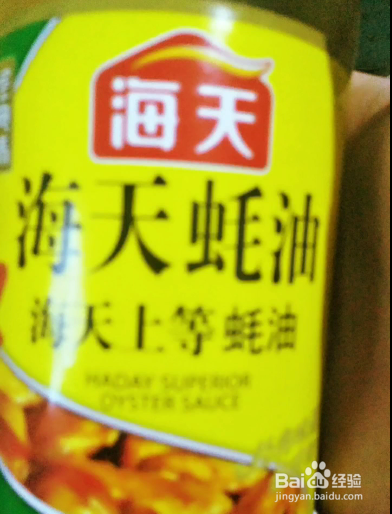 海天
海天蚝油
海天上等蚝油
HADAY SUPERIOR
OYSTER SAUCE
Baidu 经验
jingyan.baidu.com